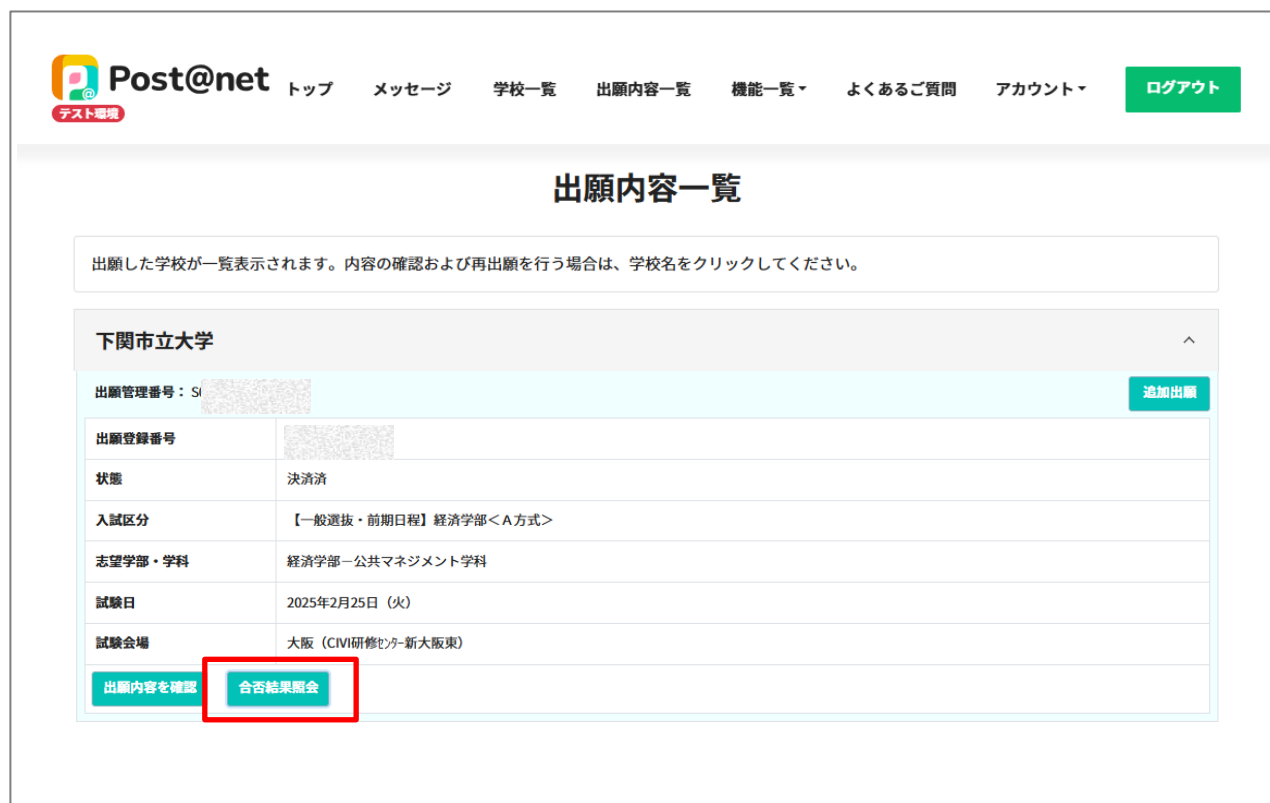 Post@net トップ メッセージ 学校一覧 出願内容一覧 機能一覧 よくあるご質問 アカウント ログアウト
テスト環境
出願内容一覧
出願した学校が一覧表示されます。内容の確認および再出願を行う場合は、学校名をクリックしてください。
下関市立大学
出願管理番号： S 追加出願
出願登録番号
状態 決済済
入試区分 【一般選抜・前期日程】経済学部＜A方式＞
志望学部・学科 経済学部－公共マネジメント学科
試験日 2025年2月25日（火）
試験会場 大阪（CIVI研修ｾﾝﾀｰ新大阪東）
出願内容を確認 合否結果照会